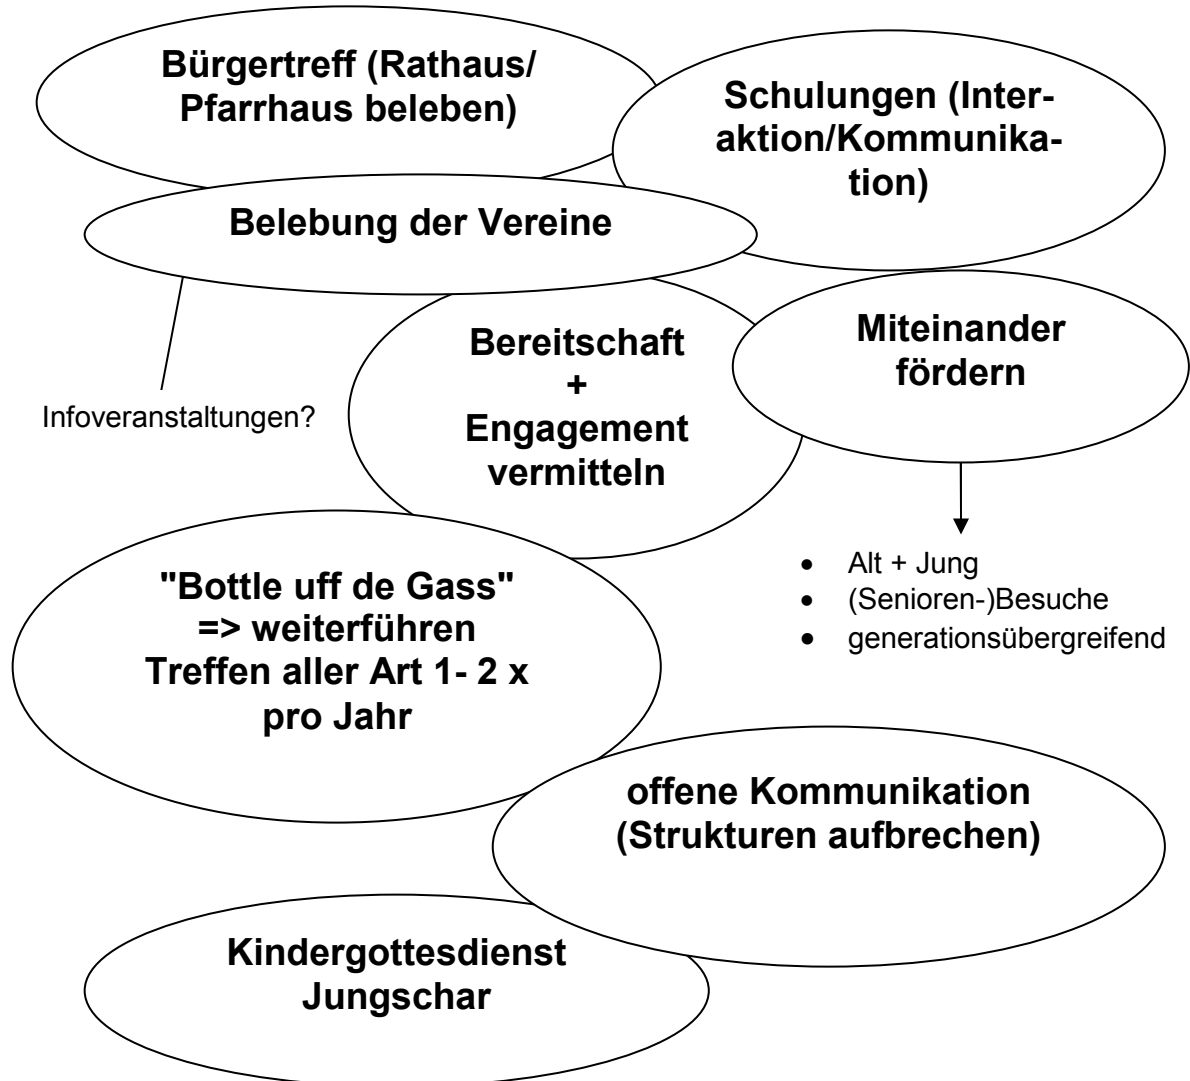 Bürgertreff (Rathaus/
Pfarrhaus beleben)
Schulungen (Inter-
aktion/Kommunika-
tion)
Belebung der Vereine
Infoveranstaltungen?
Bereitschaft
+
Engagement
vermitteln
Miteinander
fördern
• Alt + Jung
• (Senioren-)Besuche
• generationsübergreifend
"Bottle uff de Gass"
=> weiterführen
Treffen aller Art 1- 2 x
pro Jahr
offene Kommunikation
(Strukturen aufbrechen)
Kindergottesdienst
Jungschar